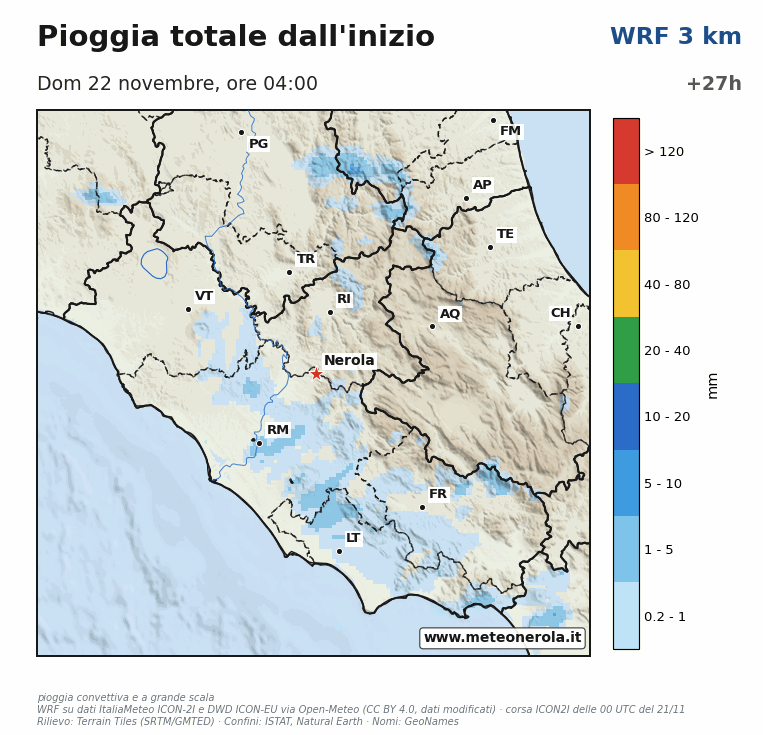 Pioggia totale dall'inizio
WRF 3 km
Dom 22 novembre, ore 04:00
+27h
FM
PG
AP
TE
TR
VT
RI
AQ
CH
Nerola
RM
FR
LT
www.meteonerola.it
> 120
80 - 120
40 - 80
20 - 40
10 - 20
5 - 10
1 - 5
0.2 - 1
mm
pioggia convettiva e a grande scala
WRF su dati ItaliaMeteo ICON-2I e DWD ICON-EU via Open-Meteo (CC BY 4.0, dati modificati) · corsa ICON2I delle 00 UTC del 21/11
Rilievo: Terrain Tiles (SRTM/GMTED) · Confini: ISTAT, Natural Earth · Nomi: GeoNames